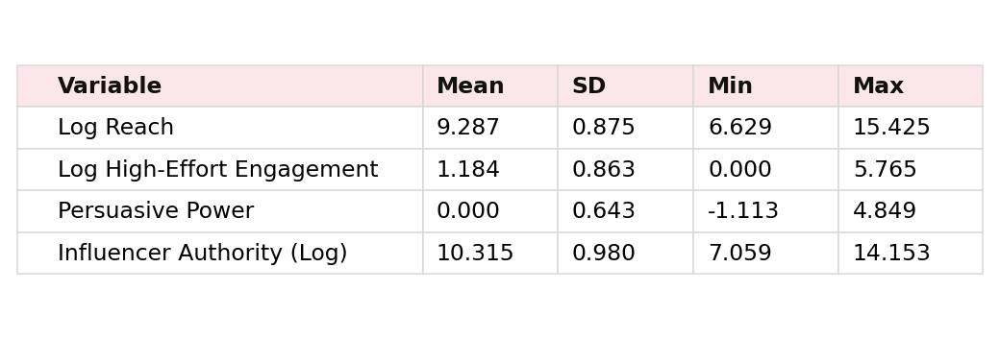 Variable Mean SD Min Max
Log Reach 9.287 0.875 6.629 15.425
Log High-Effort Engagement 1.184 0.863 0.000 5.765
Persuasive Power 0.000 0.643 -1.113 4.849
Influencer Authority (Log) 10.315 0.980 7.059 14.153